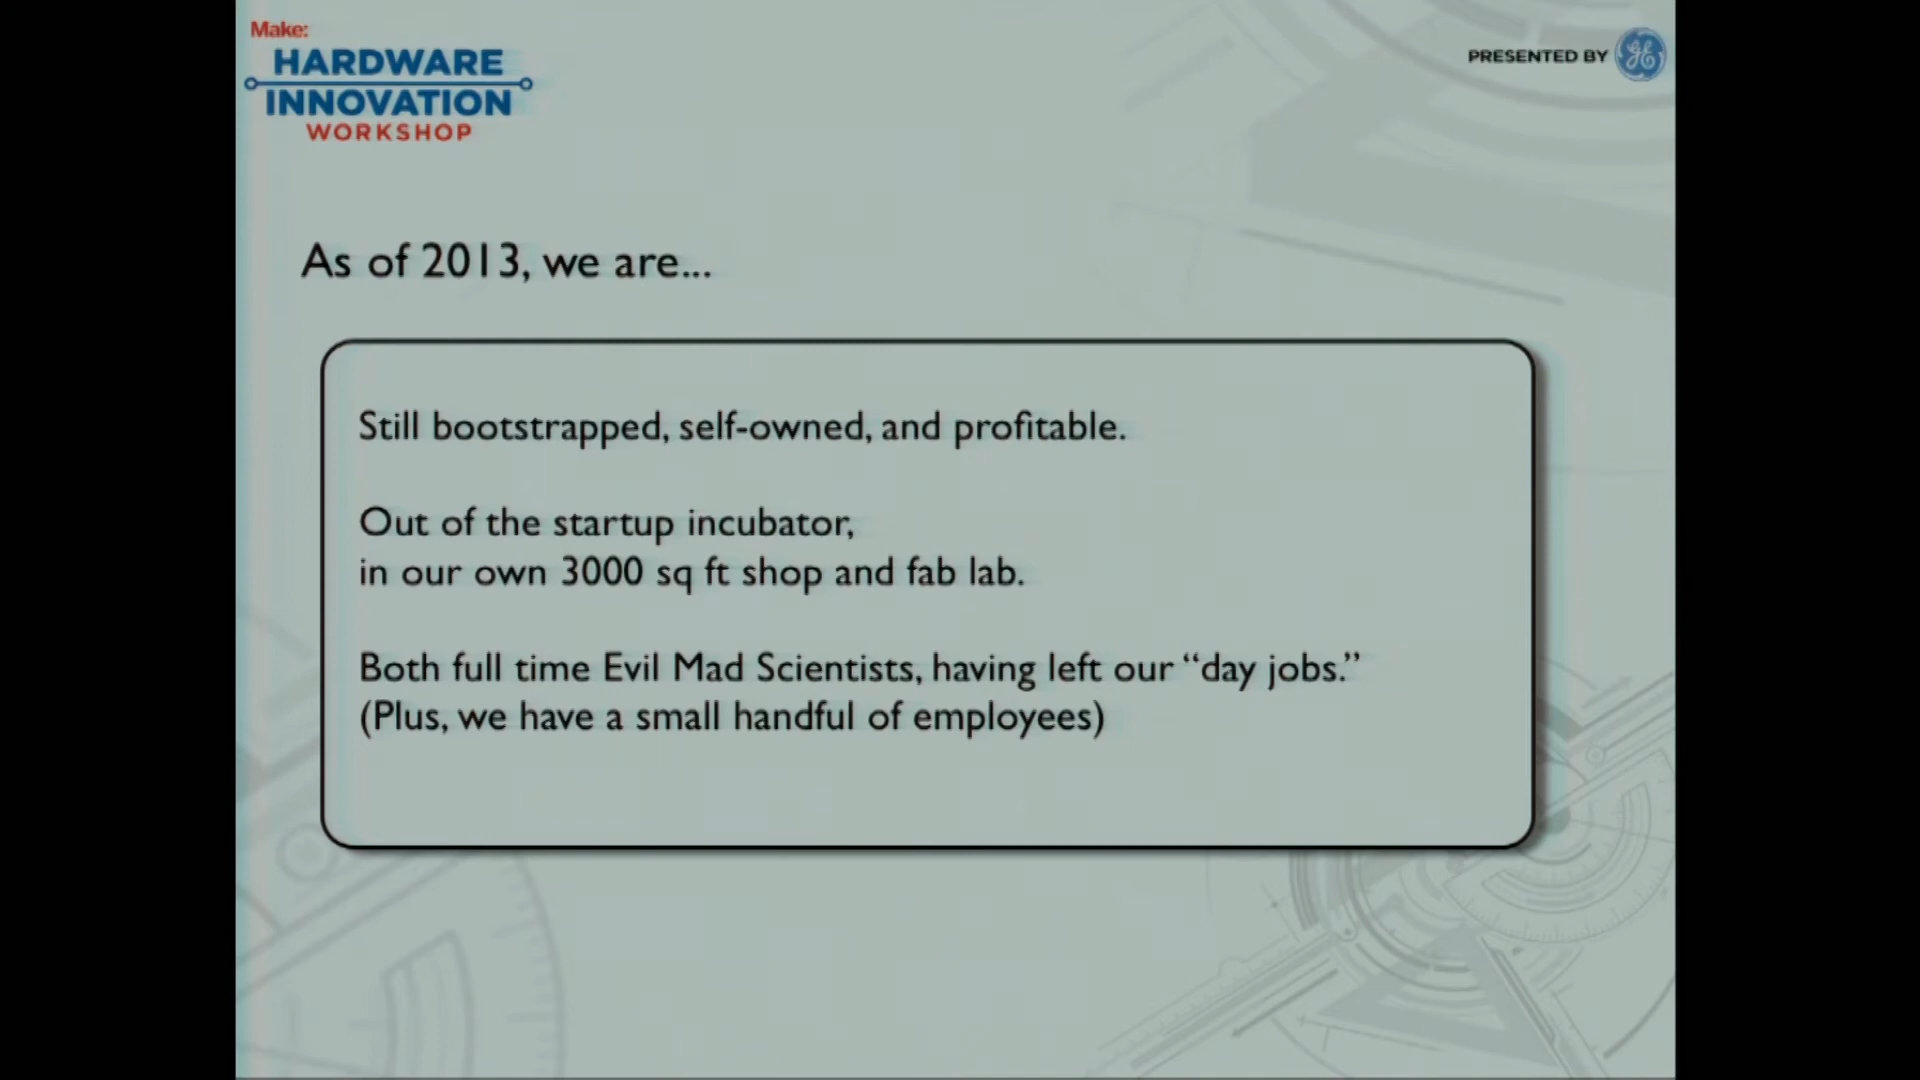 Make:
HARDWARE
INNOVATION
WORKSHOP
PRESENTED BY
As of 2013, we are...
Still bootstrapped, self-owned, and profitable.
Out of the startup incubator,
in our own 3000 sq ft shop and fab lab.
Both full time Evil Mad Scientists, having left our “day jobs.”
(Plus, we have a small handful of employees)